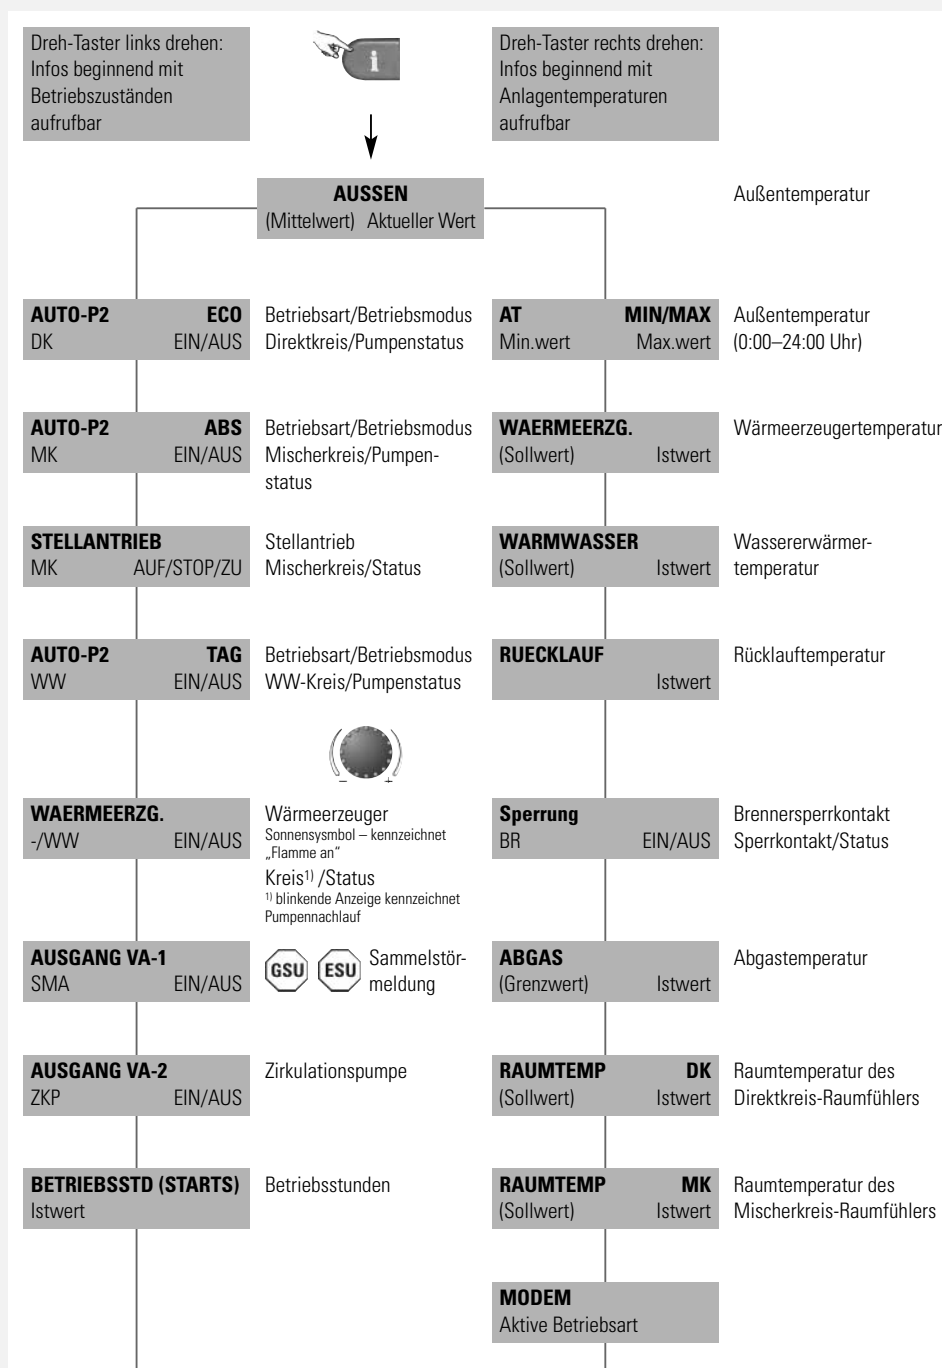 Dreh-Taster links drehen:
Infos beginnend mit
Betriebszuständen
aufrufbar
i
Dreh-Taster rechts drehen:
Infos beginnend mit
Anlagentemperaturen
aufrufbar
AUSSEN
(Mittelwert) Aktueller Wert
Außentemperatur
AUTO-P2 ECO
DK EIN/AUS
Betriebsart/Betriebsmodus
Direktkreis/Pumpenstatus
AT MIN/MAX
Min.wert Max.wert
Außentemperatur
(0:00–24:00 Uhr)
AUTO-P2 ABS
MK EIN/AUS
Betriebsart/Betriebsmodus
Mischerkreis/Pumpen-
status
WAERMEERZG.
(Sollwert) Istwert
Wärmeerzeugertemperatur
STELLANTRIEB
MK AUF/STOP/ZU
Stellantrieb
Mischerkreis/Status
WARMWASSER
(Sollwert) Istwert
Wassererwärmer-
temperatur
AUTO-P2 TAG
WW EIN/AUS
Betriebsart/Betriebsmodus
WW-Kreis/Pumpenstatus
RUECKLAUF
Istwert
Rücklauftemperatur
– +
WAERMEERZG.
-/WW EIN/AUS
Wärmeerzeuger
Sonnensysmbol – kennzeichnet
„Flamme an“
Kreis1) /Status
1) blinkende Anzeige kennzeichnet
Pumpennachlauf
Sperrung
BR EIN/AUS
Brennersperrkontakt
Sperrkontakt/Status
AUSGANG VA-1
SMA EIN/AUS
GSU ESU Sammelstör-
meldung
ABGAS
(Grenzwert) Istwert
Abgastemperatur
AUSGANG VA-2
ZKP EIN/AUS
Zirkulationspumpe
RAUMTEMP DK
(Sollwert) Istwert
Raumtemperatur des
Direktkreis-Raumfühlers
BETRIEBSSTD (STARTS)
Istwert
Betriebsstunden
RAUMTEMP MK
(Sollwert) Istwert
Raumtemperatur des
Mischerkreis-Raumfühlers
MODEM
Aktive Betriebsart